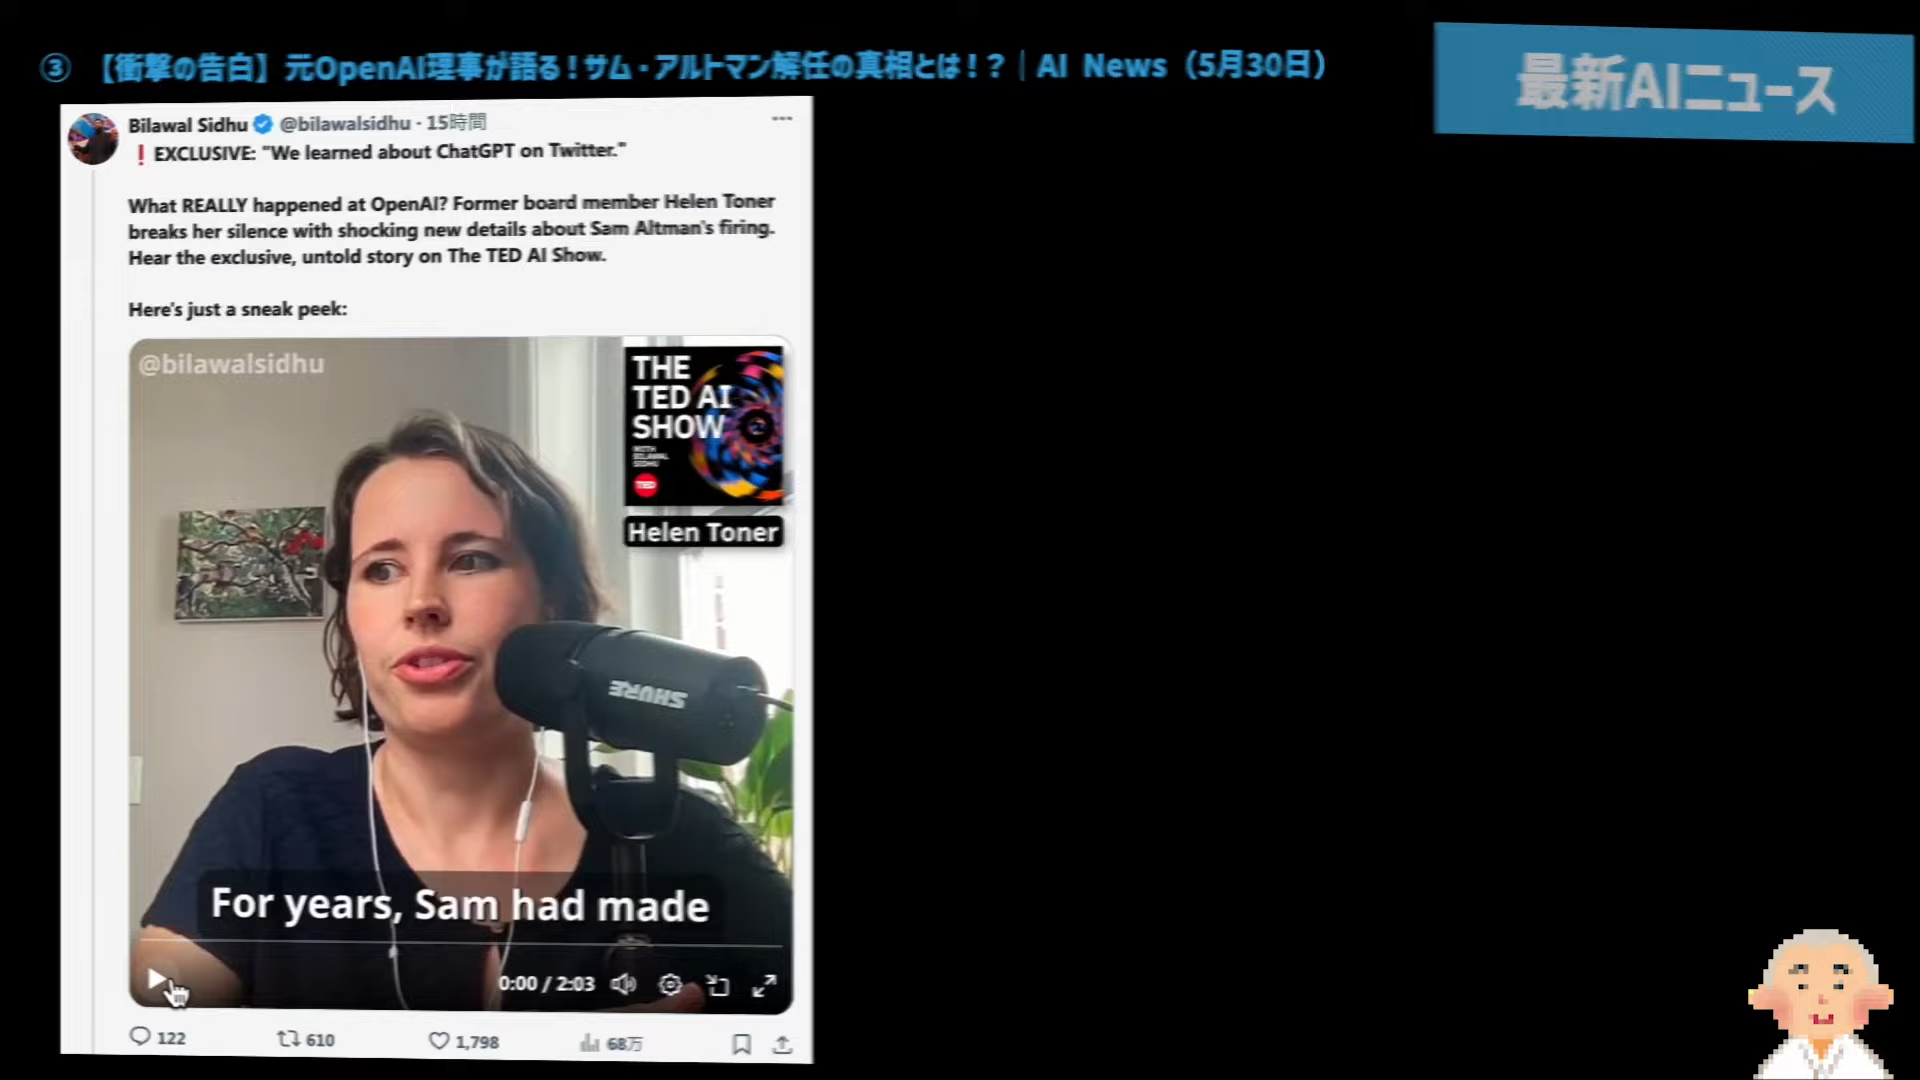 ③ 【衝撃の告白】元OpenAI理事が語る！サム・アルトマン解任の真相とは！？｜AI News（5月30日）
最新AIニュース
Bilawal Sidhu @bilawalsidhu · 15時間
❗EXCLUSIVE: "We learned about ChatGPT on Twitter."
What REALLY happened at OpenAI? Former board member Helen Toner
breaks her silence with shocking new details about Sam Altman's firing.
Hear the exclusive, untold story on The TED AI Show.
Here's just a sneak peek:
@bilawalsidhu
THE
TED AI
SHOW
WITH
BILAWAL
SIDHU
TED
Helen Toner
SHURE
For years, Sam had made
0:00 / 2:03
122 610 1,798 68万